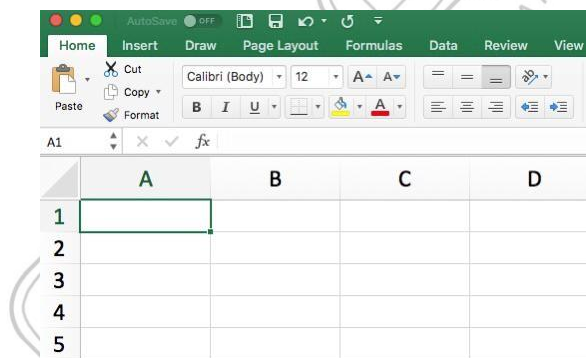 AutoSave OFF
Home Insert Draw Page Layout Formulas Data Review View
Cut
Calibri (Body) 12 A A
Copy
Paste
Format
B I U A
A1 fx
A B C D
1
2
3
4
5